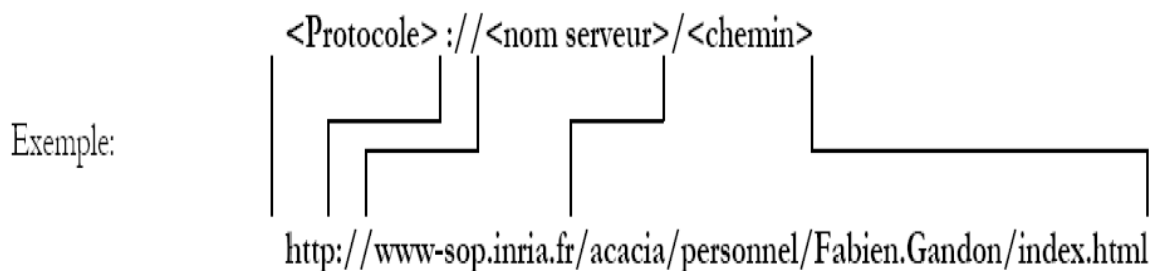 <Protocole> ://<nom serveur>/<chemin>
Exemple:
http://www-sop.inria.fr/acacia/personnel/Fabien.Gandon/index.html